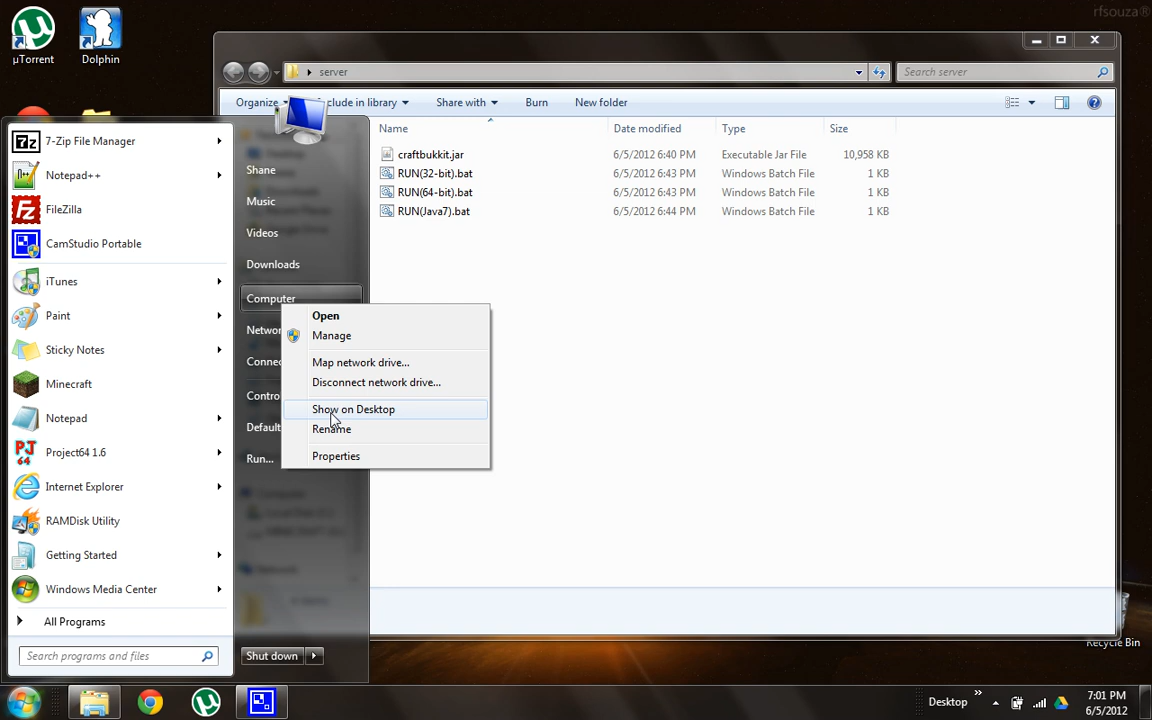 rfsouza®
µTorrent
Dolphin
server
Search server
Organize
nclude in library
Share with
Burn
New folder
Name
Date modified
Type
Size
craftbukkit.jar
6/5/2012 6:40 PM
Executable Jar File
10,958 KB
RUN(32-bit).bat
6/5/2012 6:43 PM
Windows Batch File
1 KB
RUN(64-bit).bat
6/5/2012 6:43 PM
Windows Batch File
1 KB
RUN(Java7).bat
6/5/2012 6:44 PM
Windows Batch File
1 KB
7-Zip File Manager
Notepad++
FileZilla
CamStudio Portable
iTunes
Paint
Sticky Notes
Minecraft
Notepad
Project64 1.6
Internet Explorer
RAMDisk Utility
Getting Started
Windows Media Center
All Programs
Search programs and files
Shane
Music
Videos
Downloads
Computer
Networ
Connec
Contro
Default
Run...
Shut down
Open
Manage
Map network drive...
Disconnect network drive...
Show on Desktop
Rename
Properties
Recycle Bin
Desktop
7:01 PM
6/5/2012